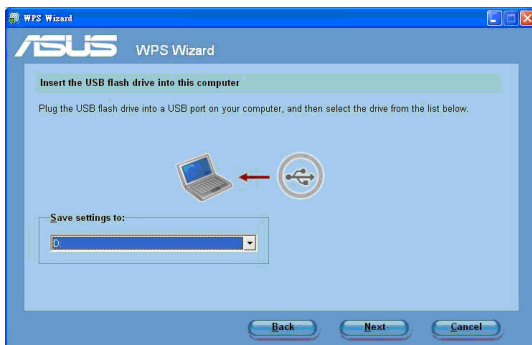 WPS Wizard
ASUS WPS Wizard
Insert the USB flash drive into this computer
Plug the USB flash drive into a USB port on your computer, and then select the drive from the list below.
Save settings to:
D:
Back Next Cancel